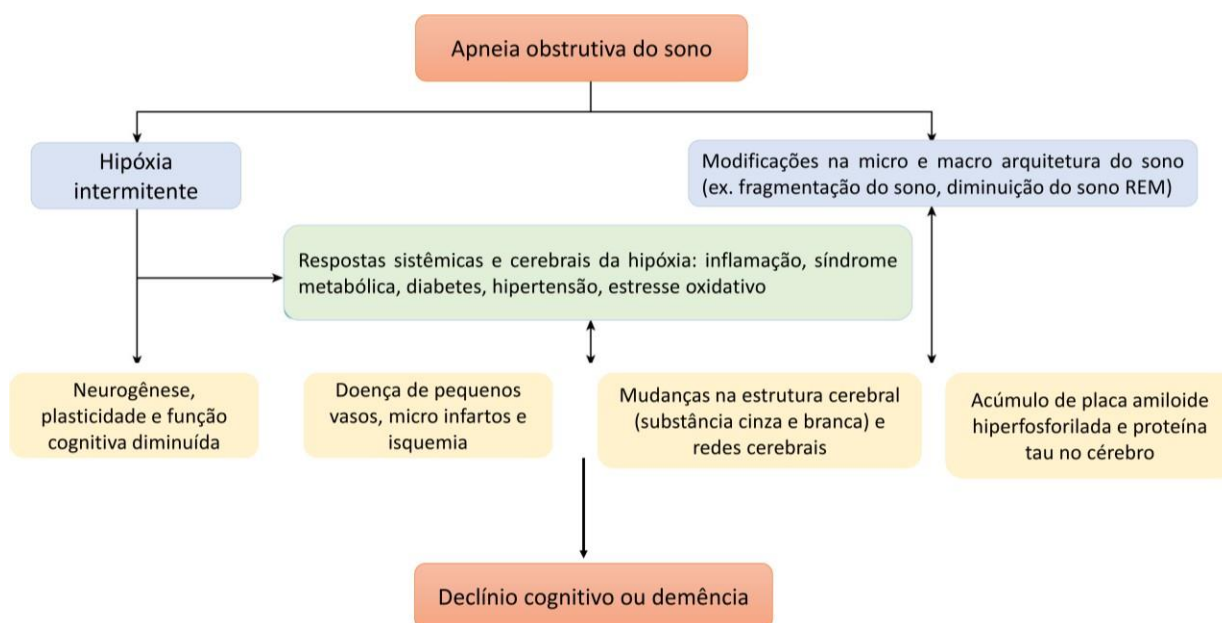 Apneia obstrutiva do sono
Hipóxia
intermitente
Modificações na micro e macro arquitetura do sono
(ex. fragmentação do sono, diminuição do sono REM)
Respostas sistêmicas e cerebrais da hipóxia: inflamação, síndrome
metabólica, diabetes, hipertensão, estresse oxidativo
Neurogênese,
plasticidade e função
cognitiva diminuída
Doença de pequenos
vasos, micro infartos e
isquemia
Mudanças na estrutura cerebral
(substância cinza e branca) e
redes cerebrais
Acúmulo de placa amiloide
hiperfosforilada e proteína
tau no cérebro
Declínio cognitivo ou demência